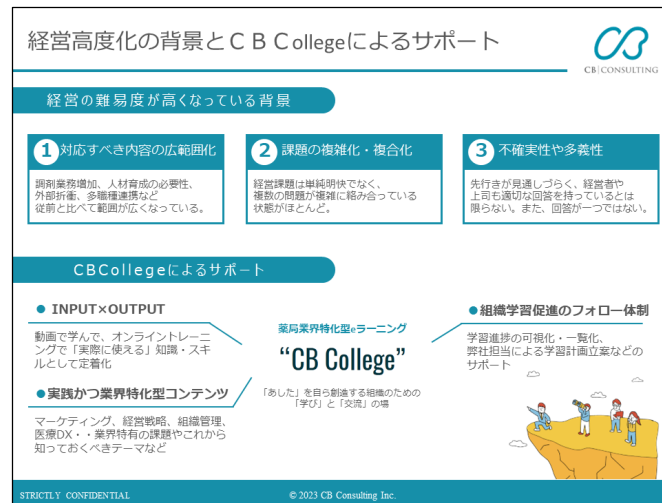 経営高度化の背景とCBCollegeによるサポート
CB|CONSULTING
経営の難易度が高くなっている背景
1 対応すべき内容の広範囲化
調剤業務増加、人材育成の必要性、
外部折衝、多職種連携など
従前と比べて範囲が広くなっている。
2 課題の複雑化・複合化
経営課題は単純明快でなく、
複数の問題が複雑に絡み合っている
状態がほとんど。
3 不確実性や多義性
先行きが見通しづらく、経営者や
上司も適切な回答を持っているとは
限らない。また、回答が一つではない。
CBCollegeによるサポート
● INPUT×OUTPUT
動画で学んで、オンライントレーニ
ングで「実際に使える」知識・スキ
ルとして定着化
●実践かつ業界特化型コンテンツ
マーケティング、経営戦略、組織管理、
医療DX・・業界特有の課題やこれから
知っておくべきテーマなど
薬局業界特化型eラーニング
“CB College”
「あした」を自ら創造する組織のための
「学び」と「交流」の場
●組織学習促進のフォロー体制
学習進捗の可視化・一覧化、
弊社担当による学習計画立案などの
サポート
STRICTLY CONFIDENTIAL
© 2023 CB Consulting Inc.